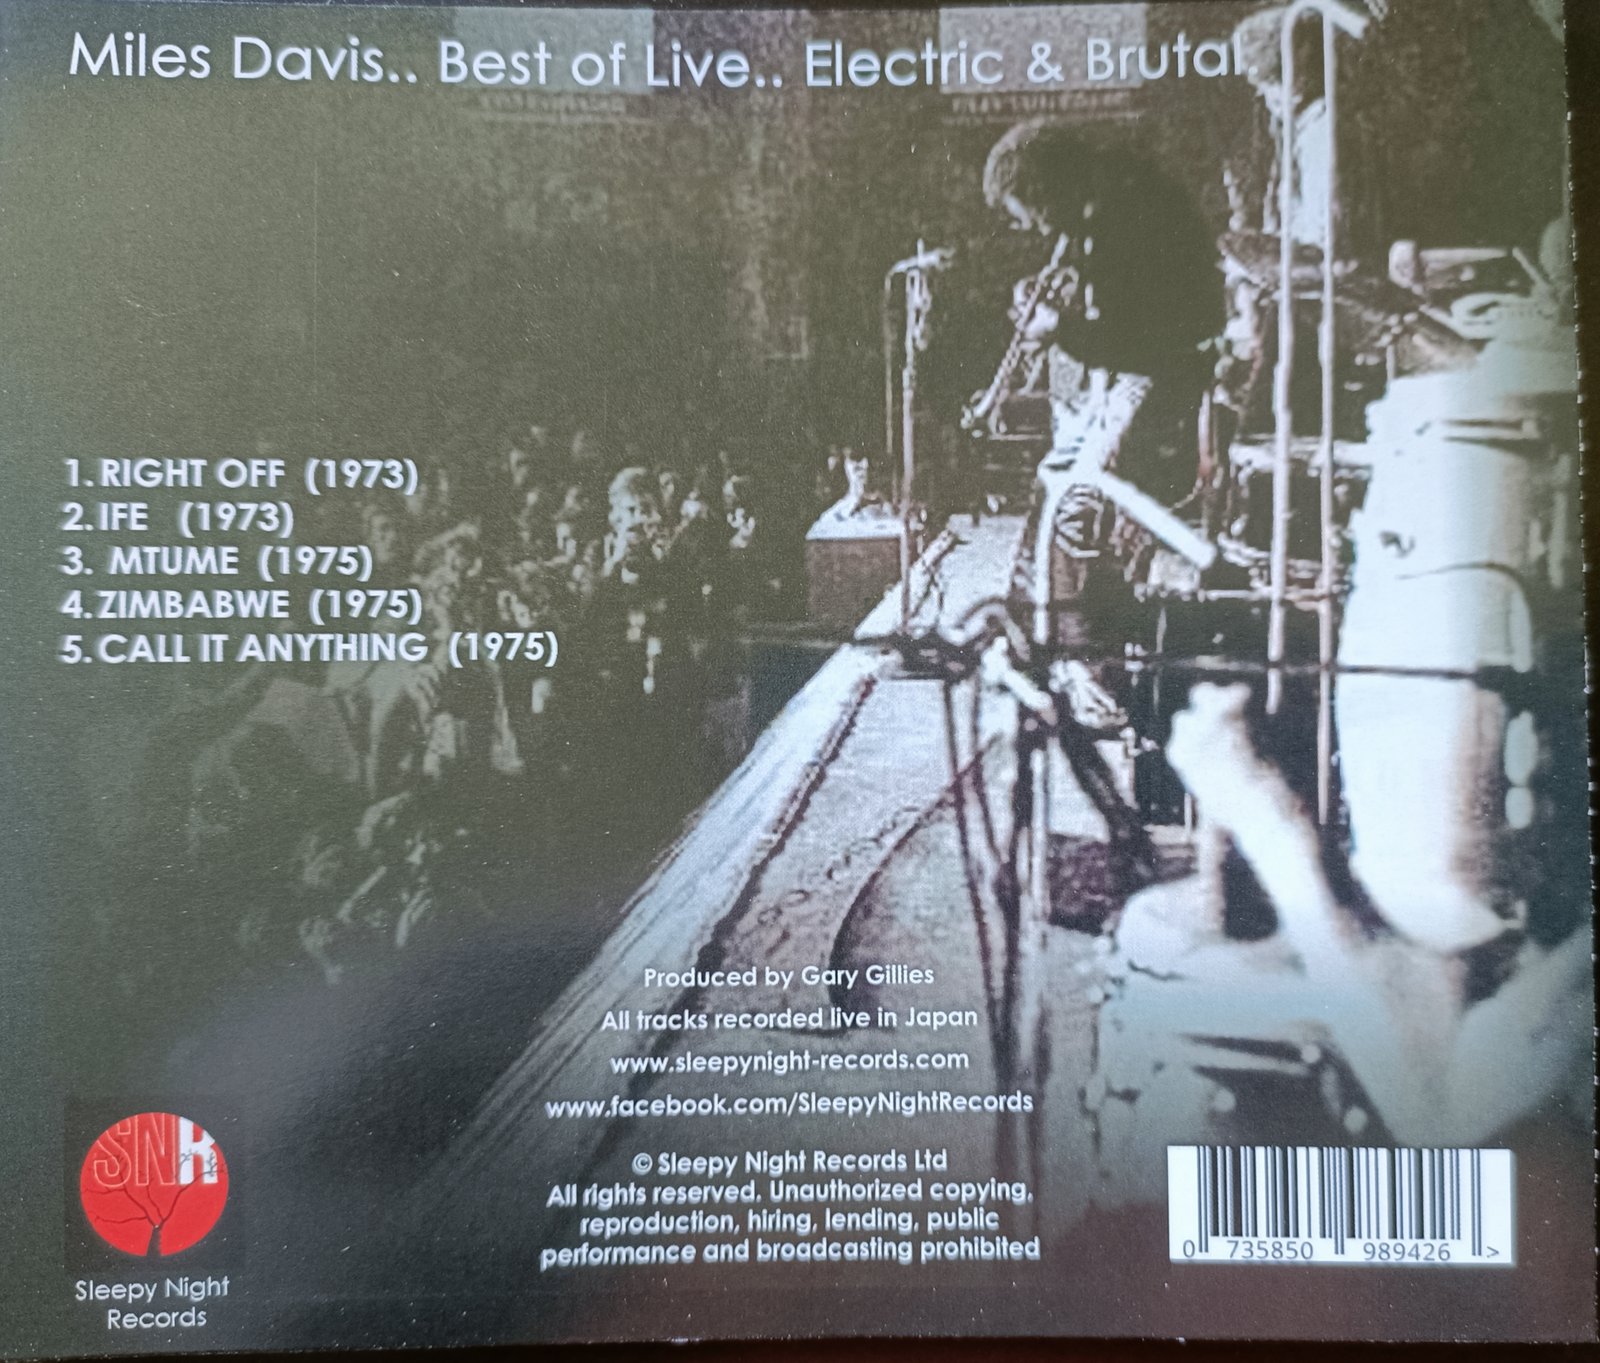 Miles Davis.. Best of Live.. Electric & Brutal.
1. RIGHT OFF (1973)
2. IFE (1973)
3. MTUME (1975)
4. ZIMBABWE (1975)
5. CALL IT ANYTHING (1975)
Produced by Gary Gillies
All tracks recorded live in Japan
www.sleepynight-records.com
www.facebook.com/SleepyNightRecords
© Sleepy Night Records Ltd
All rights reserved. Unauthorized copying,
reproduction, hiring, lending, public
performance and broadcasting prohibited
SNR
Sleepy Night
Records
0 735850 989426 >